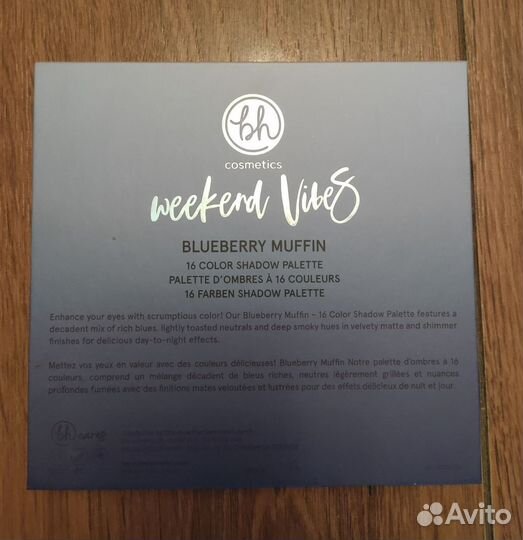 bh
cosmetics
weekend Vibes
BLUEBERRY MUFFIN
16 COLOR SHADOW PALETTE
PALETTE D'OMBRES À 16 COULEURS
16 FARBEN SHADOW PALETTE
Enhance your eyes with scrumptious color! Our Blueberry Muffin – 16 Color Shadow Palette features a
decadent mix of rich blues, lightly toasted neutrals and deep smoky hues in velvety matte and shimmer
finishes for delicious day-to-night effects.
Mettez vos yeux en valeur avec des couleurs délicieuses! Blueberry Muffin Notre palette d'ombres à 16
couleurs, comprend un mélange décadent de bleus riches, neutres légèrement grillées et nuances
profondes fumées avec des finitions mates veloutées et lustrées pour des effets délicieux de nuit et jour.
bh cares
Avito